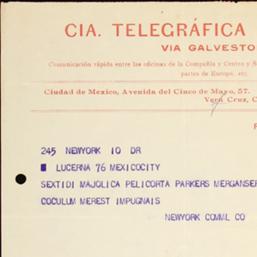 CIA. TELEGRÁFICA
VIA GALVESTO
Comunicación rápida entre las oficinas de la Compañía y Centro y S
partes de Europa, etc.
Ciudad de Mexico, Avenida del Cinco de Mayo, 57.
Vera Cruz, C
245 NEWYORK 10 DR
LUCERNA 76 MEXICOCITY
SEXTIDI MAJOLICA PELICORTA PARKERS MERGANSER
COCULUM MEREST IMPUGNAIS
NEWYORK COMML CO